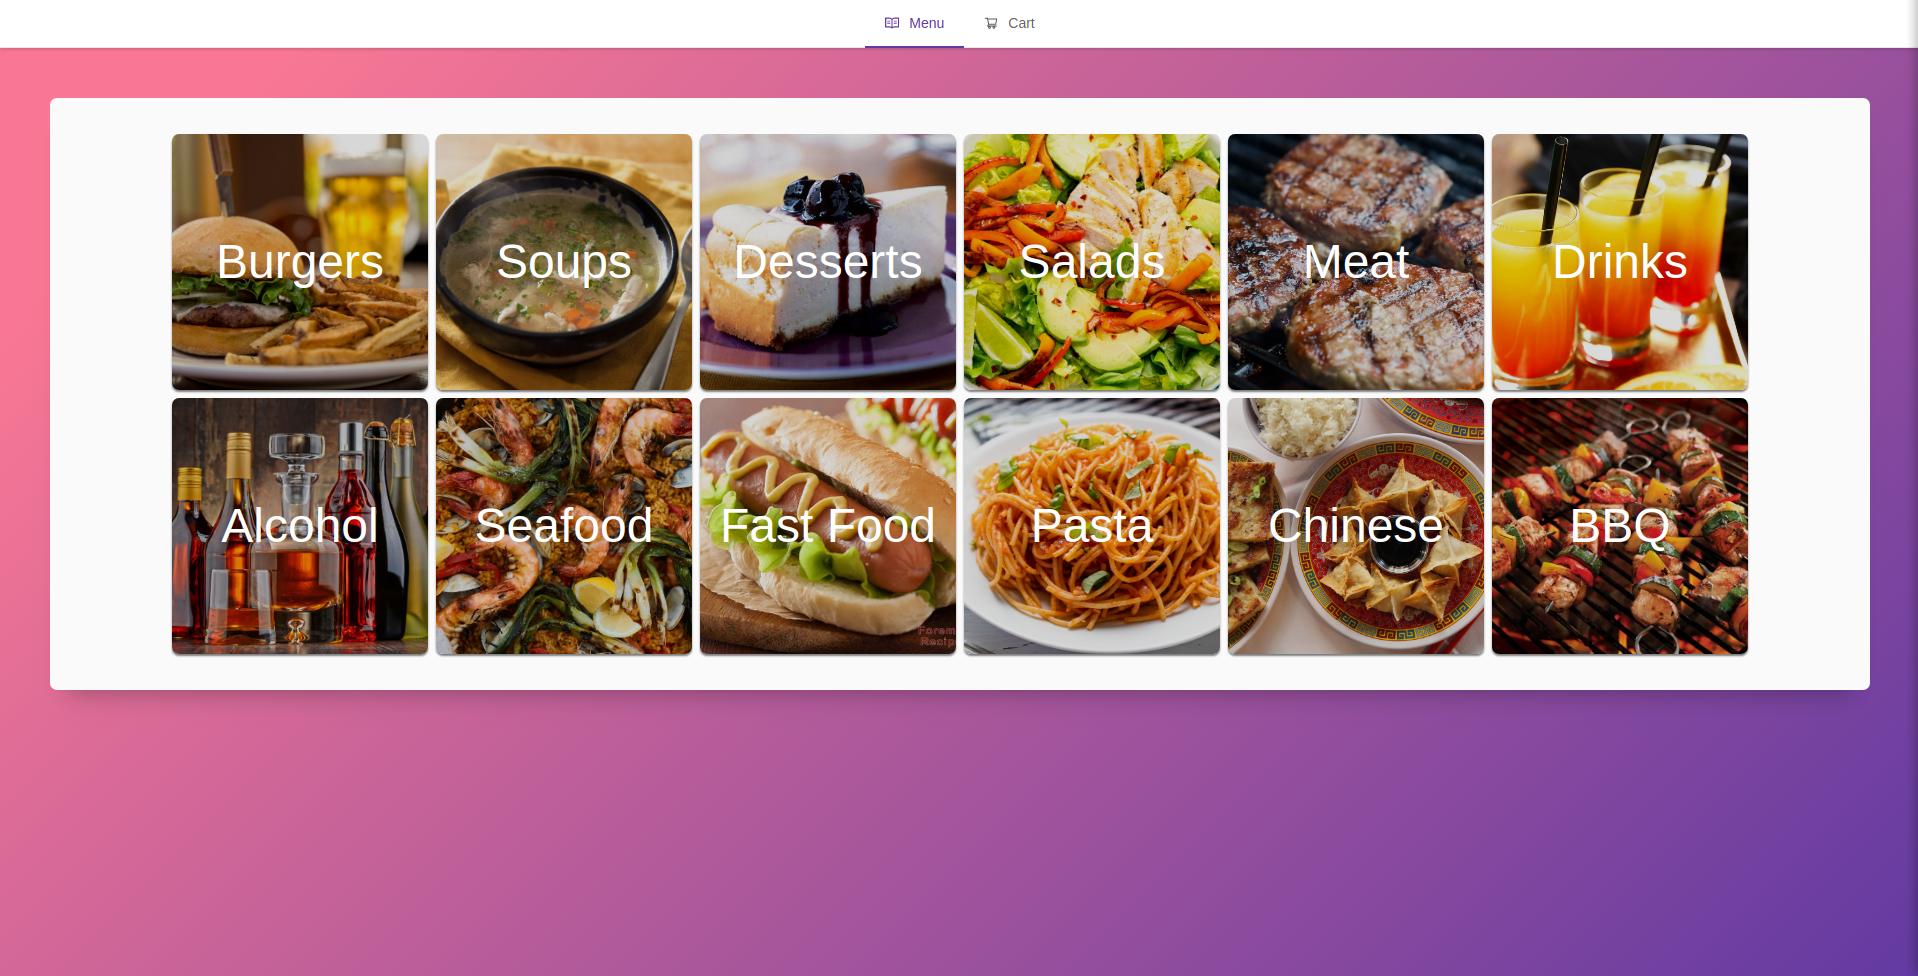 Menu
Cart
Burgers
Soups
Desserts
Salads
Meat
Drinks
Alcohol
Seafood
Fast Food
Pasta
Chinese
BBQ